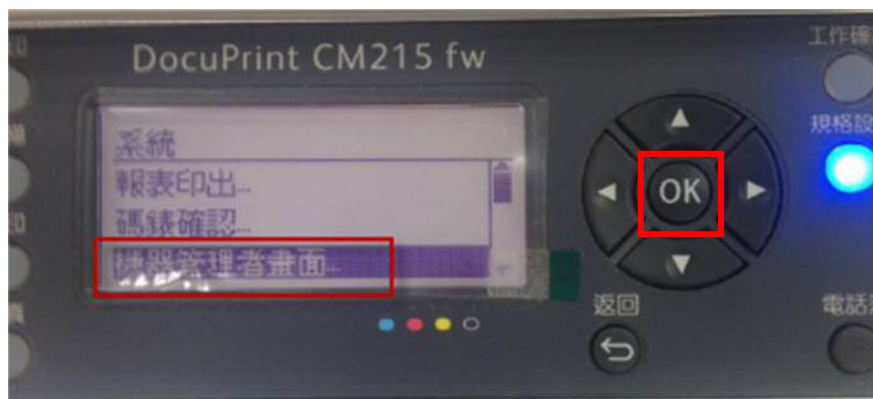 DocuPrint CM215 fw
系統
報表印出...
碼錶確認...
機器管理者畫面...
OK
工作確
規格設
返回
電話